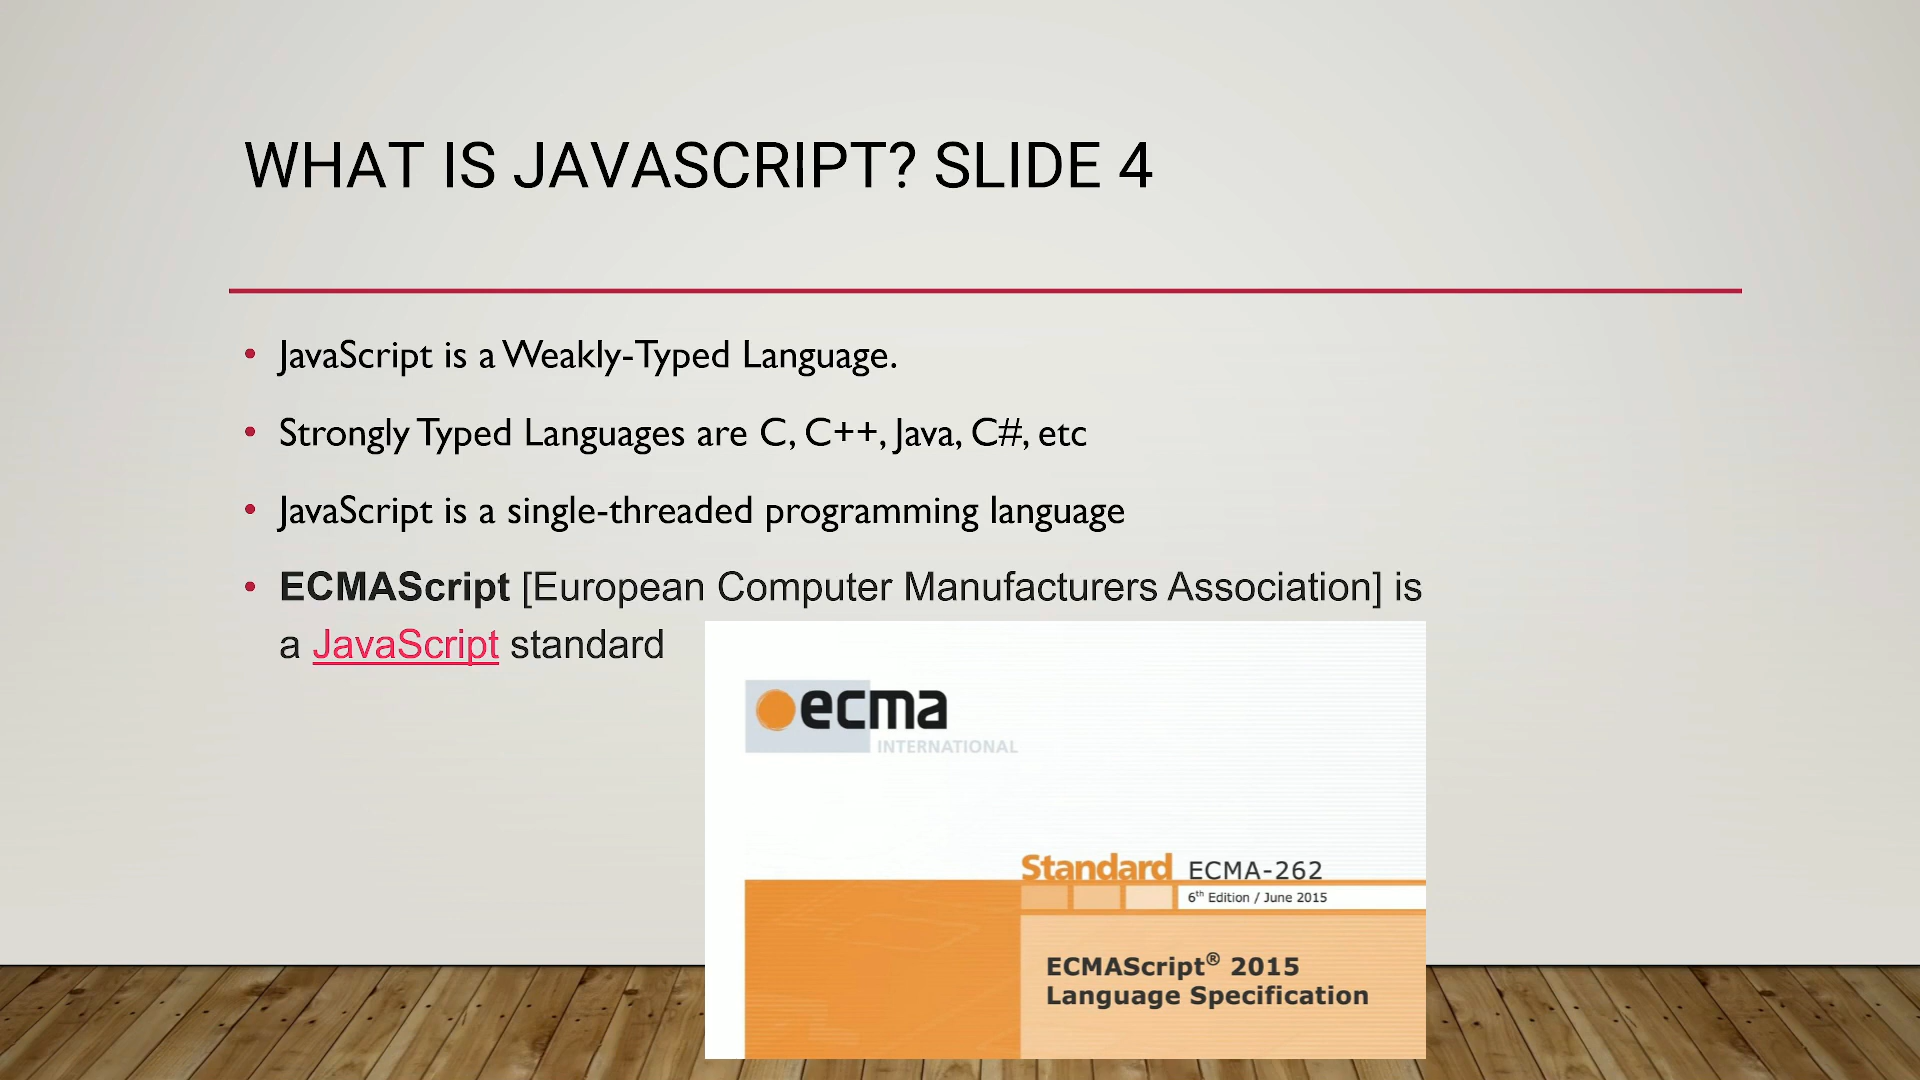 WHAT IS JAVASCRIPT? SLIDE 4
• JavaScript is a Weakly-Typed Language.
• Strongly Typed Languages are C, C++, Java, C#, etc
• JavaScript is a single-threaded programming language
• ECMAScript [European Computer Manufacturers Association] is
a JavaScript standard
ecma
INTERNATIONAL
Standard ECMA-262
6th Edition / June 2015
ECMAScript® 2015
Language Specification